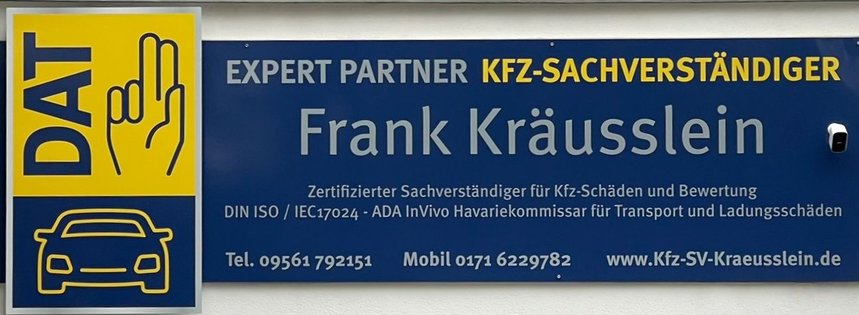 DAT
EXPERT PARTNER KFZ-SACHVERSTÄNDIGER
Frank Kräusslein
Zertifizierter Sachverständiger für Kfz-Schäden und Bewertung
DIN ISO / IEC17024 - ADA InVivo Havariekommissar für Transport und Ladungsschäden
Tel. 09561 792151 Mobil 0171 6229782 www.Kfz-SV-Kraeusslein.de